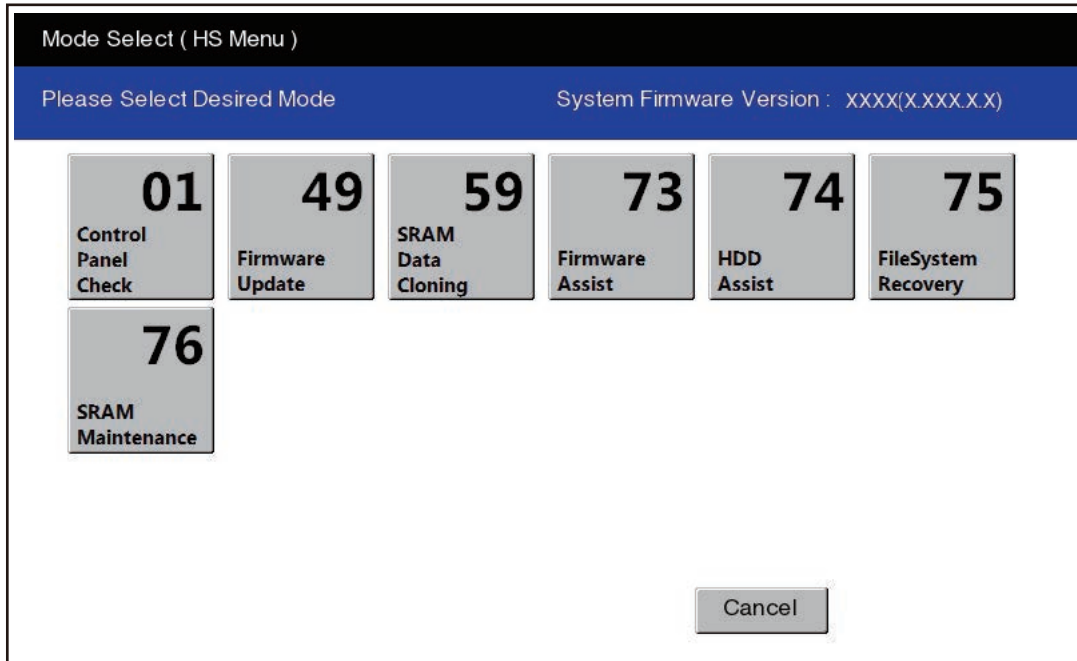 Mode Select ( HS Menu )
Please Select Desired Mode System Firmware Version : XXXX(X.XXX.X.X)
01
Control
Panel
Check
49
Firmware
Update
59
SRAM
Data
Cloning
73
Firmware
Assist
74
HDD
Assist
75
FileSystem
Recovery
76
SRAM
Maintenance
Cancel